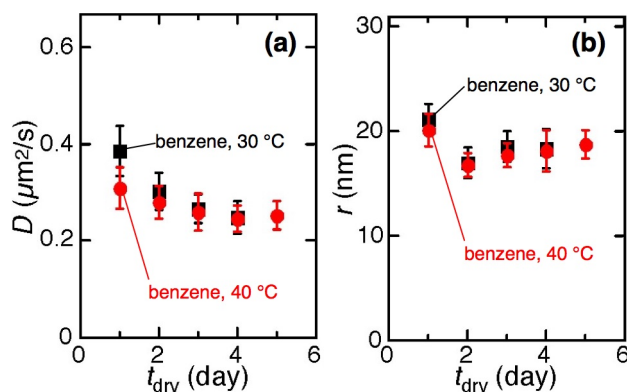 (a)
0.6
0.4
0.2
0
D (μm²/s)
benzene, 30 °C
benzene, 40 °C
0 2 4 6
t_dry (day)
(b)
30
20
10
0
r (nm)
benzene, 30 °C
benzene, 40 °C
0 2 4 6
t_dry (day)